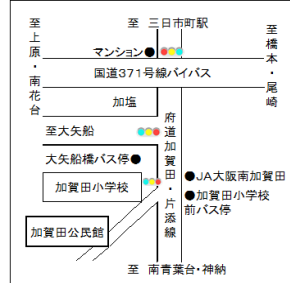 至 三日市町駅
至上原・南花台
至橋本・尾崎
マンション●
国道371号線バイパス
加塩
至大矢船
府道加賀田・片添線
大矢船橋バス停●
●JA大阪南加賀田
加賀田小学校
●加賀田小学校
前バス停
加賀田公民館
至 南青葉台・神納